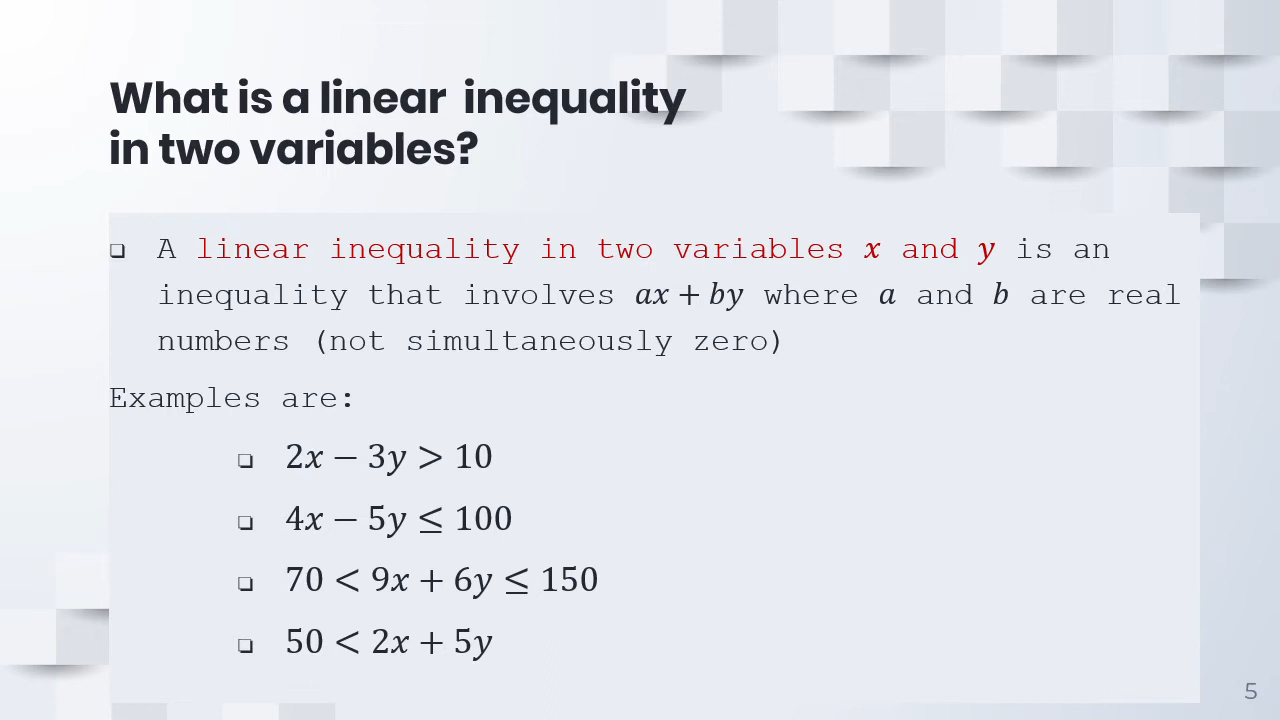 What is a linear inequality
in two variables?
❑ A linear inequality in two variables x and y is an
inequality that involves ax + by where a and b are real
numbers (not simultaneously zero)
Examples are:
❑ 2x − 3y > 10
❑ 4x − 5y ≤ 100
❑ 70 < 9x + 6y ≤ 150
❑ 50 < 2x + 5y
5